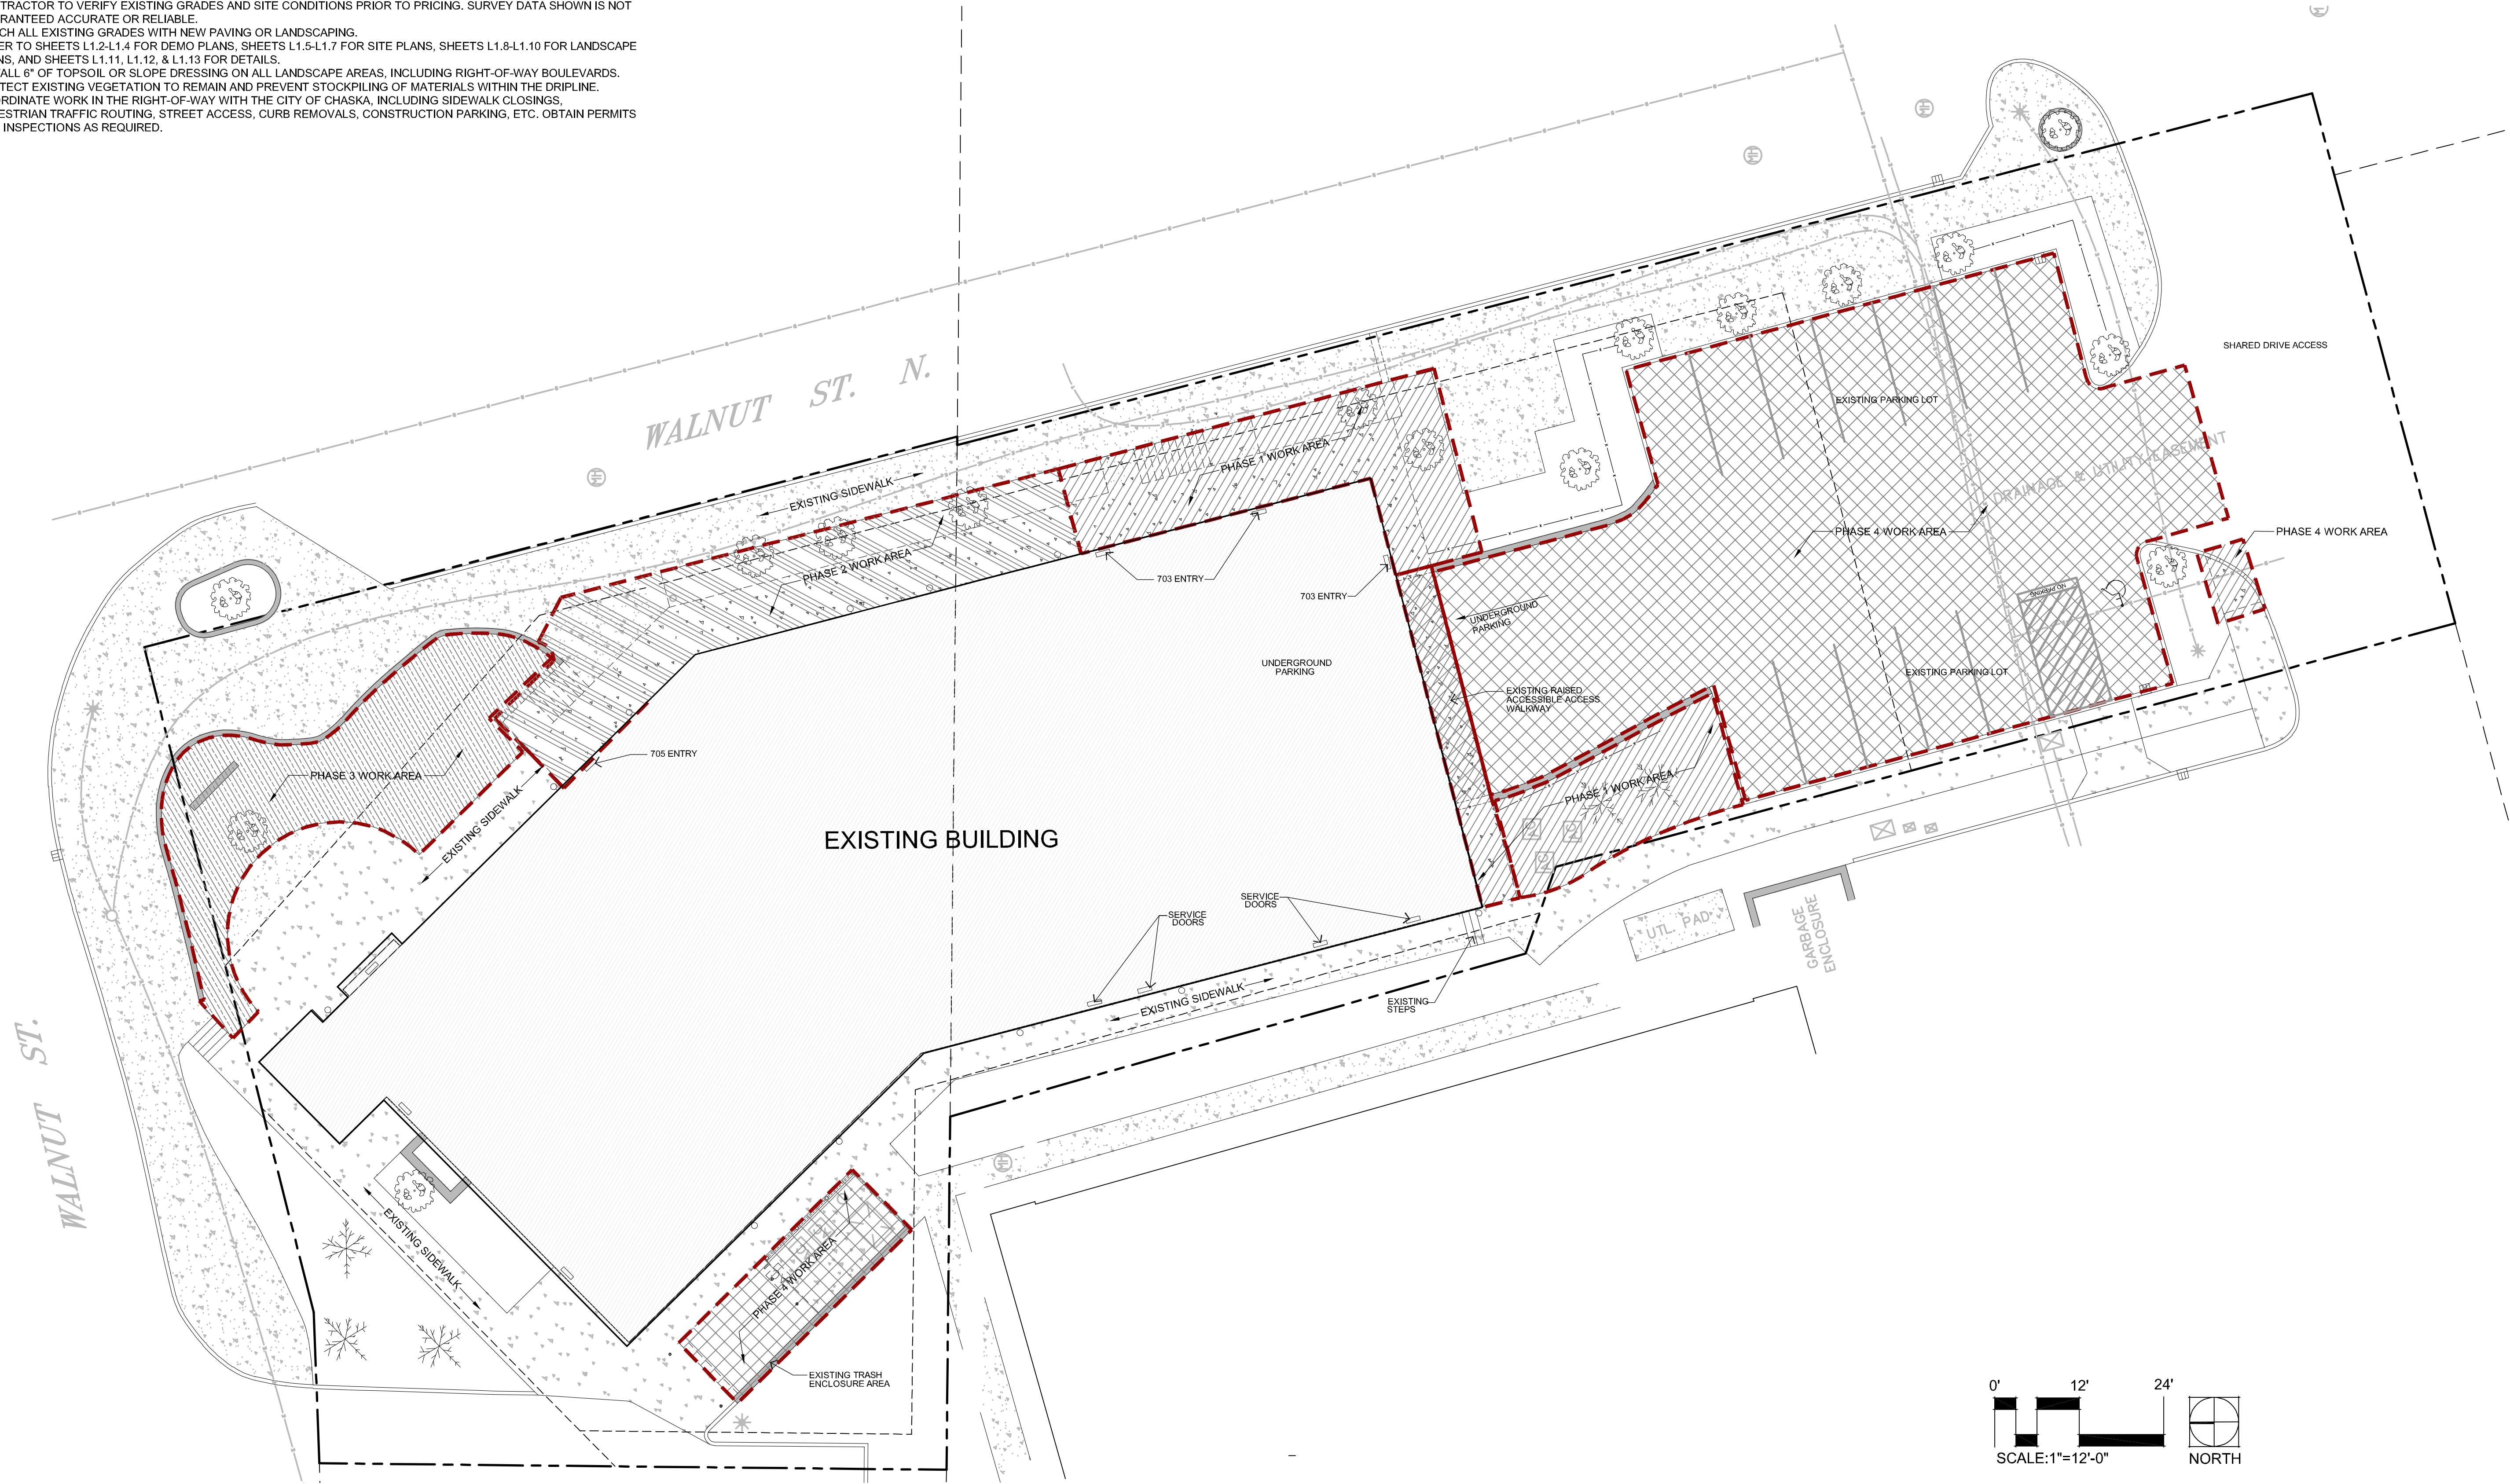 TRACTOR TO VERIFY EXISTING GRADES AND SITE CONDITIONS PRIOR TO PRICING. SURVEY DATA SHOWN IS NOT
RANTEED ACCURATE OR RELIABLE.
CH ALL EXISTING GRADES WITH NEW PAVING OR LANDSCAPING.
ER TO SHEETS L1.2-L1.4 FOR DEMO PLANS, SHEETS L1.5-L1.7 FOR SITE PLANS, SHEETS L1.8-L1.10 FOR LANDSCAPE
NS, AND SHEETS L1.11, L1.12, & L1.13 FOR DETAILS.
ALL 6" OF TOPSOIL OR SLOPE DRESSING ON ALL LANDSCAPE AREAS, INCLUDING RIGHT-OF-WAY BOULEVARDS.
TECT EXISTING VEGETATION TO REMAIN AND PREVENT STOCKPILING OF MATERIALS WITHIN THE DRIPLINE.
RDINATE WORK IN THE RIGHT-OF-WAY WITH THE CITY OF CHASKA, INCLUDING SIDEWALK CLOSINGS,
ESTRIAN TRAFFIC ROUTING, STREET ACCESS, CURB REMOVALS, CONSTRUCTION PARKING, ETC. OBTAIN PERMITS
INSPECTIONS AS REQUIRED.
WALNUT ST. N.
SHARED DRIVE ACCESS
EXISTING PARKING LOT
DRAINAGE & UTILITY EASEMENT
PHASE 1 WORK AREA
EXISTING SIDEWALK
PHASE 2 WORK AREA
PHASE 4 WORK AREA
PHASE 4 WORK AREA
703 ENTRY
703 ENTRY
NO PARKING
UNDERGROUND
PARKING
UNDERGROUND
PARKING
EXISTING PARKING LOT
EXISTING RAISED
ACCESSIBLE ACCESS
WALKWAY
705 ENTRY
PHASE 3 WORK AREA
EXISTING SIDEWALK
PHASE 1 WORK AREA
EXISTING BUILDING
SERVICE
DOORS
SERVICE
DOORS
UTL. PAD
GARBAGE
ENCLOSURE
EXISTING SIDEWALK
EXISTING
STEPS
WALNUT ST.
EXISTING SIDEWALK
PHASE 4 WORK AREA
EXISTING TRASH
ENCLOSURE AREA
0' 12' 24'
SCALE:1"=12'-0"
NORTH